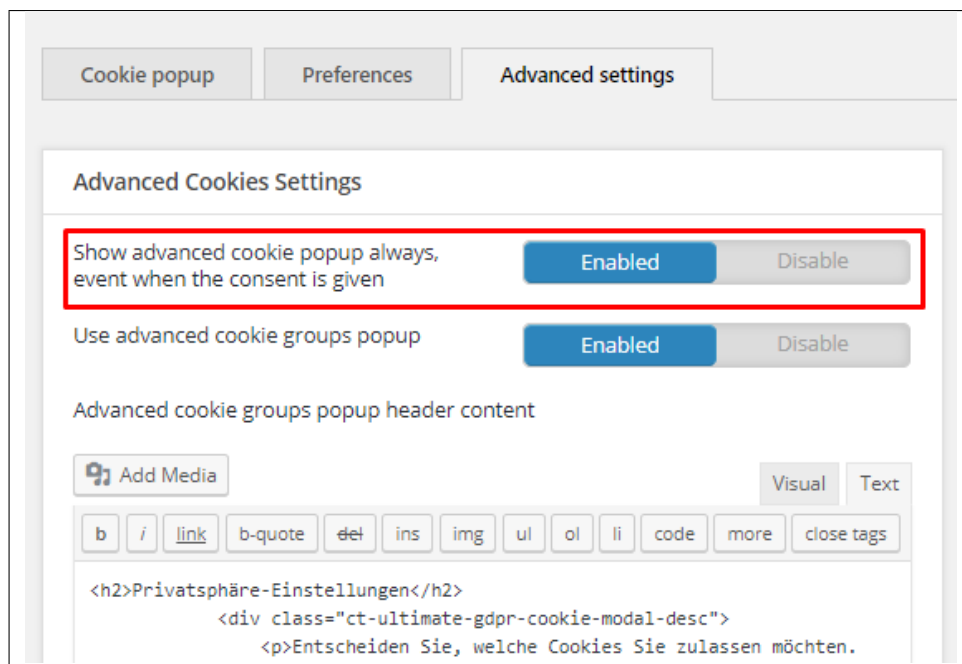 Cookie popup Preferences Advanced settings
Advanced Cookies Settings
Show advanced cookie popup always,
event when the consent is given
Enabled Disable
Use advanced cookie groups popup Enabled Disable
Advanced cookie groups popup header content
Add Media
Visual Text
b i link b-quote del ins img ul ol li code more close tags
<h2>Privatsphäre-Einstellungen</h2>
<div class="ct-ultimate-gdpr-cookie-modal-desc">
<p>Entscheiden Sie, welche Cookies Sie zulassen möchten.